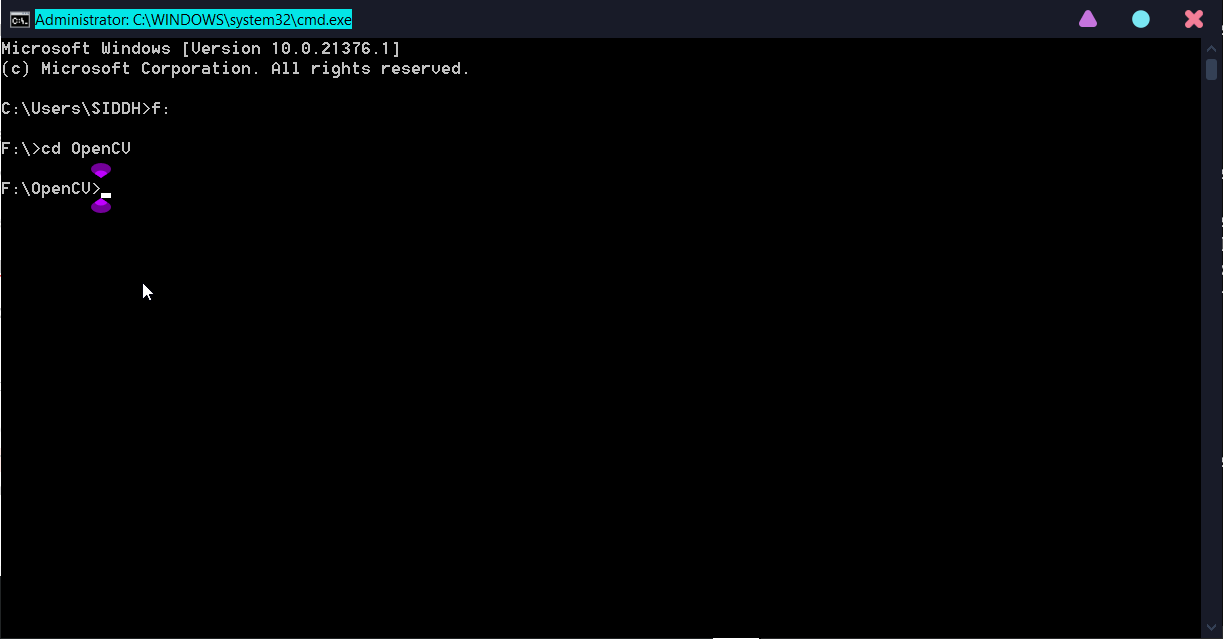 Administrator: C:\WINDOWS\system32\cmd.exe
Microsoft Windows [Version 10.0.21376.1]
(c) Microsoft Corporation. All rights reserved.
C:\Users\SIDDH>f:
F:\>cd OpenCV
F:\OpenCV>